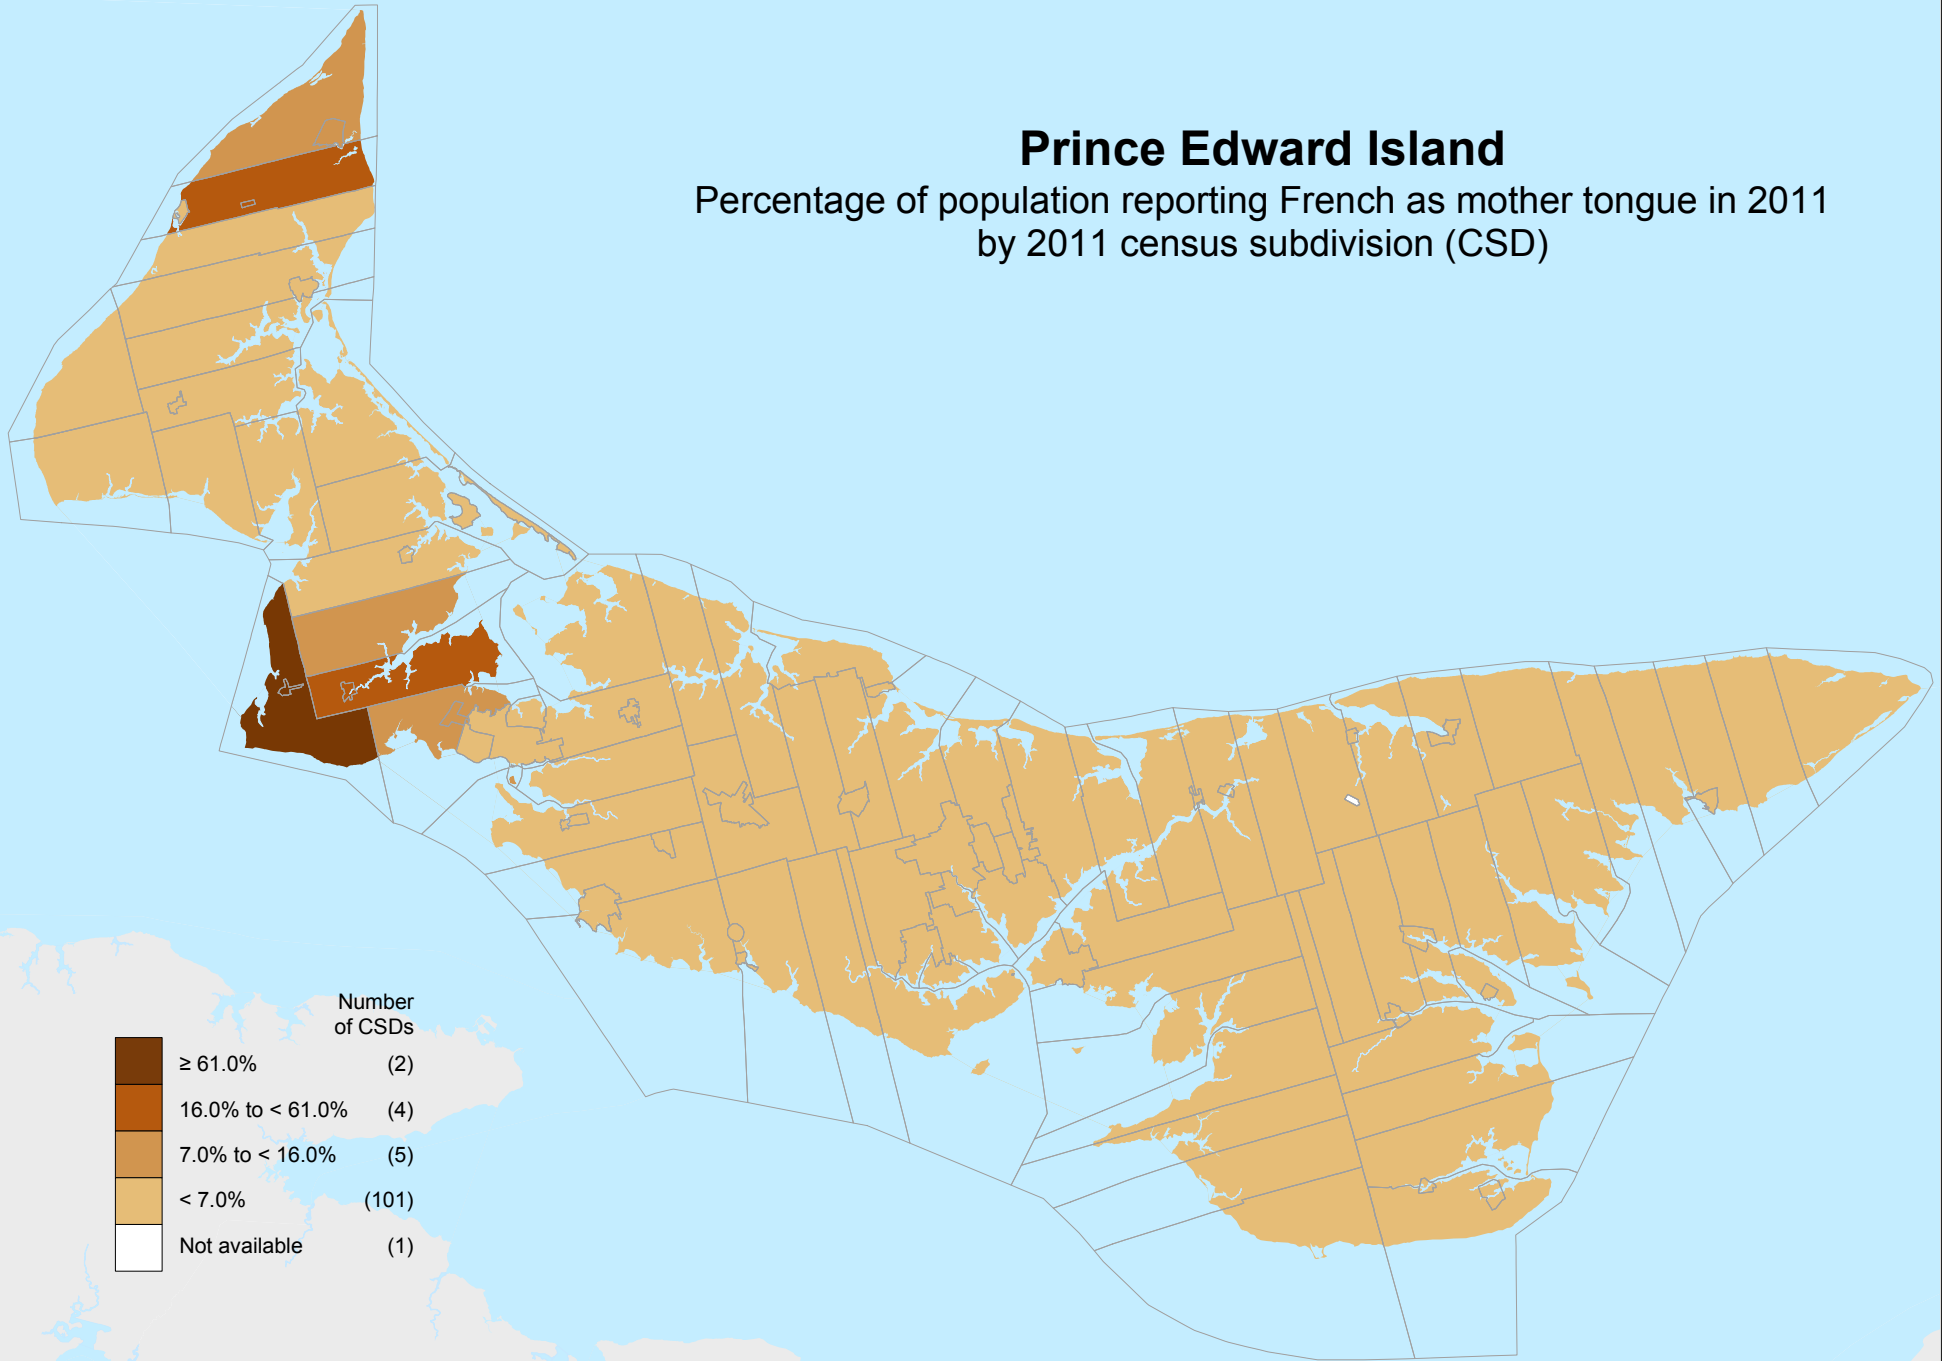 Prince Edward Island
Percentage of population reporting French as mother tongue in 2011
by 2011 census subdivision (CSD)
Number
of CSDs
≥ 61.0% (2)
16.0% to < 61.0% (4)
7.0% to < 16.0% (5)
< 7.0% (101)
Not available (1)